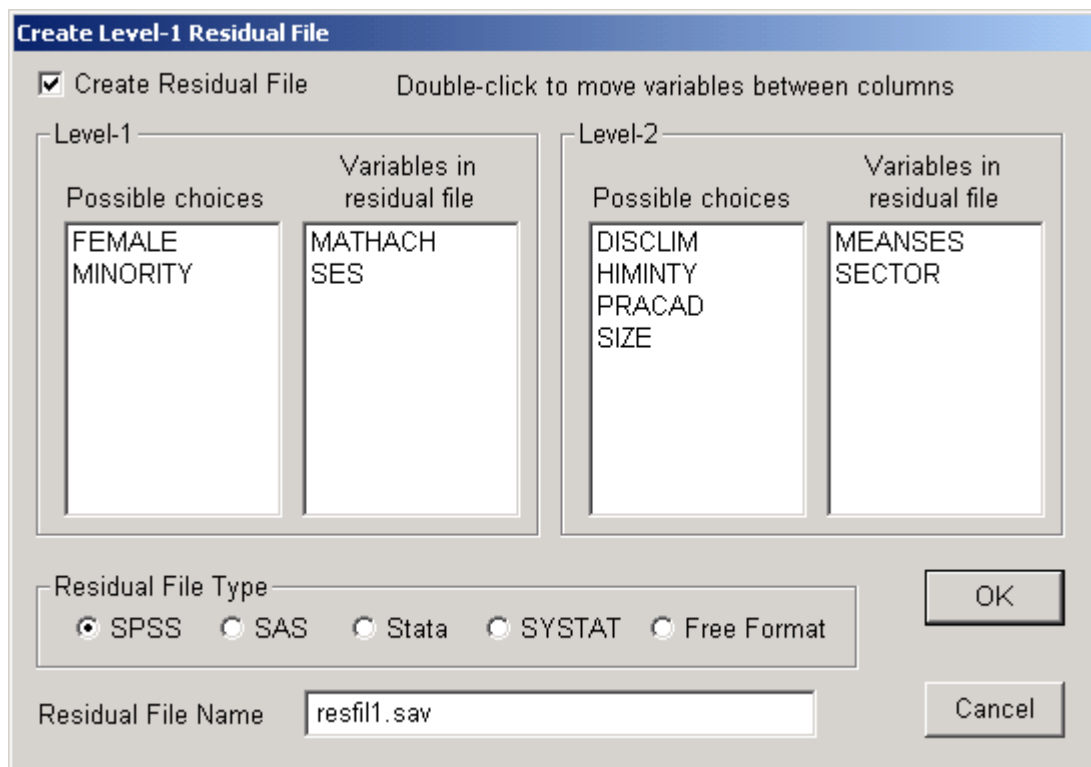 Create Level-1 Residual File
Create Residual File
Double-click to move variables between columns
Level-1
Possible choices
FEMALE
MINORITY
Variables in
residual file
MATHACH
SES
Level-2
Possible choices
DISCLIM
HIMINTY
PRACAD
SIZE
Variables in
residual file
MEANSES
SECTOR
Residual File Type
SPSS
SAS
Stata
SYSTAT
Free Format
OK
Residual File Name
resfil1.sav
Cancel